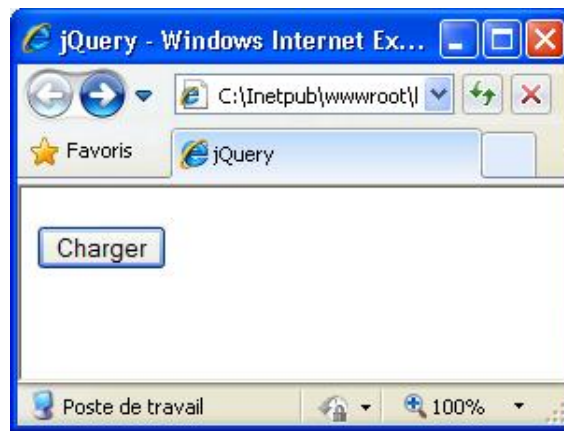 jQuery - Windows Internet Ex...
C:\Inetpub\wwwroot\l
Favoris
jQuery
Charger
Poste de travail
100%